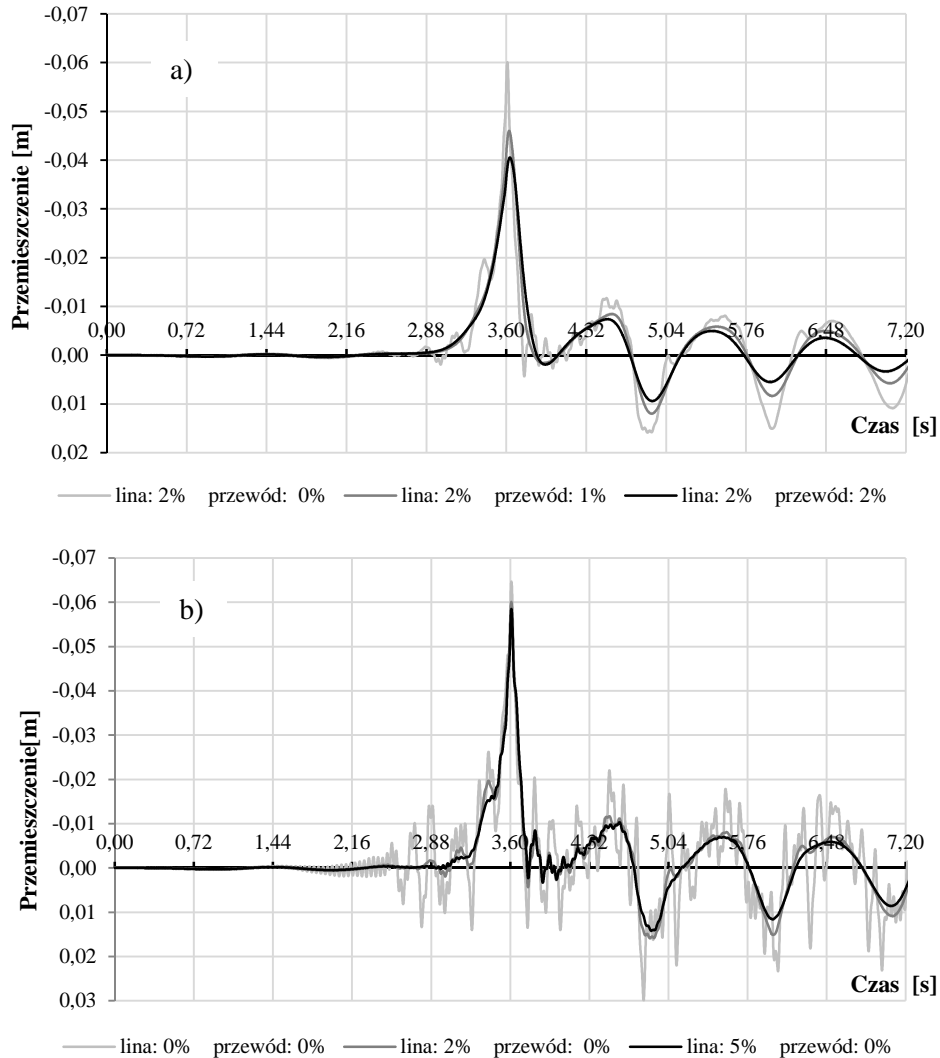 -0,07
-0,06
-0,05
-0,04
-0,03
-0,02
-0,01
0,00
0,01
0,02
Przemieszczenie [m]
a)
0,00 0,72 1,44 2,16 2,88 3,60 4,32 5,04 5,76 6,48 7,20
Czas [s]
lina: 2% przewód: 0% lina: 2% przewód: 1% lina: 2% przewód: 2%
-0,07
-0,06
-0,05
-0,04
-0,03
-0,02
-0,01
0,00
0,01
0,02
0,03
Przemieszczenie[m]
b)
0,00 0,72 1,44 2,16 2,88 3,60 4,32 5,04 5,76 6,48 7,20
Czas [s]
lina: 0% przewód: 0% lina: 2% przewód: 0% lina: 5% przewód: 0%